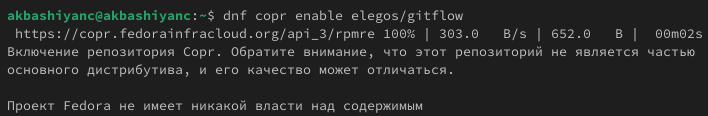 akbashiyanc@akbashiyanc:~$ dnf copr enable elegos/gitflow
https://copr.fedorainfracloud.org/api_3/rpmre 100% | 303.0   B/s | 652.0   B |  00m02s
Включение репозитория Copr. Обратите внимание, что этот репозиторий не является частью
основного дистрибутива, и его качество может отличаться.
Проект Fedora не имеет никакой власти над содержимым